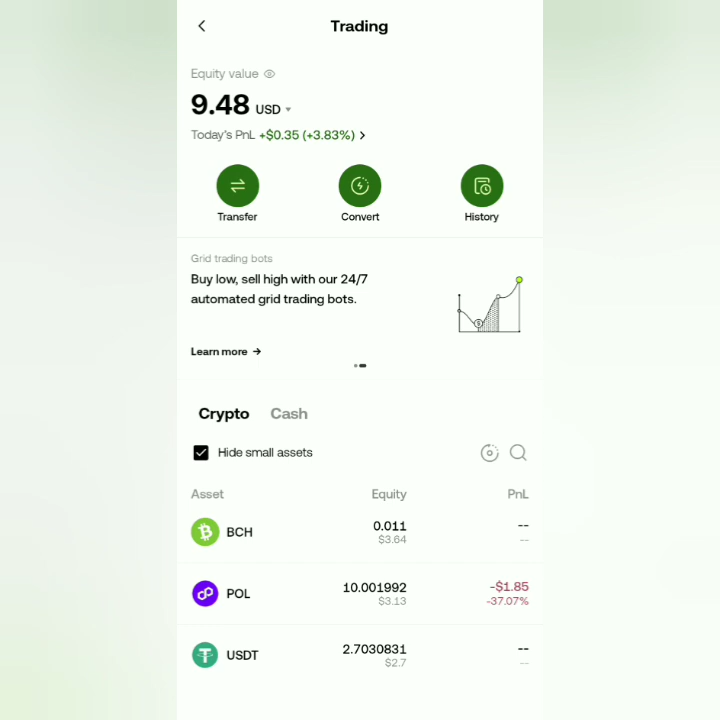 Trading
Equity value
9.48 USD
Today's PnL +$0.35 (+3.83%)
Transfer Convert History
Grid trading bots
Buy low, sell high with our 24/7
automated grid trading bots.
Learn more →
Crypto Cash
Hide small assets
Asset Equity PnL
BCH 0.011 --
$3.64 --
POL 10.001992 -$1.85
$3.13 -37.07%
USDT 2.7030831 --
$2.7 --